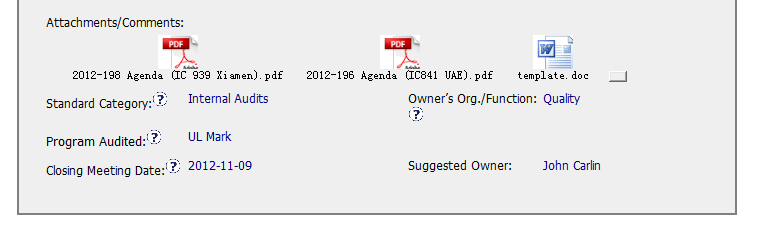 Attachments/Comments:
PDF PDF W
2012-198 Agenda (IC 939 Xiamen).pdf 2012-196 Agenda (IC841 UAE).pdf template.doc
Standard Category:? Internal Audits Owner's Org./Function: Quality
?
Program Audited:? UL Mark
Closing Meeting Date:? 2012-11-09 Suggested Owner: John Carlin